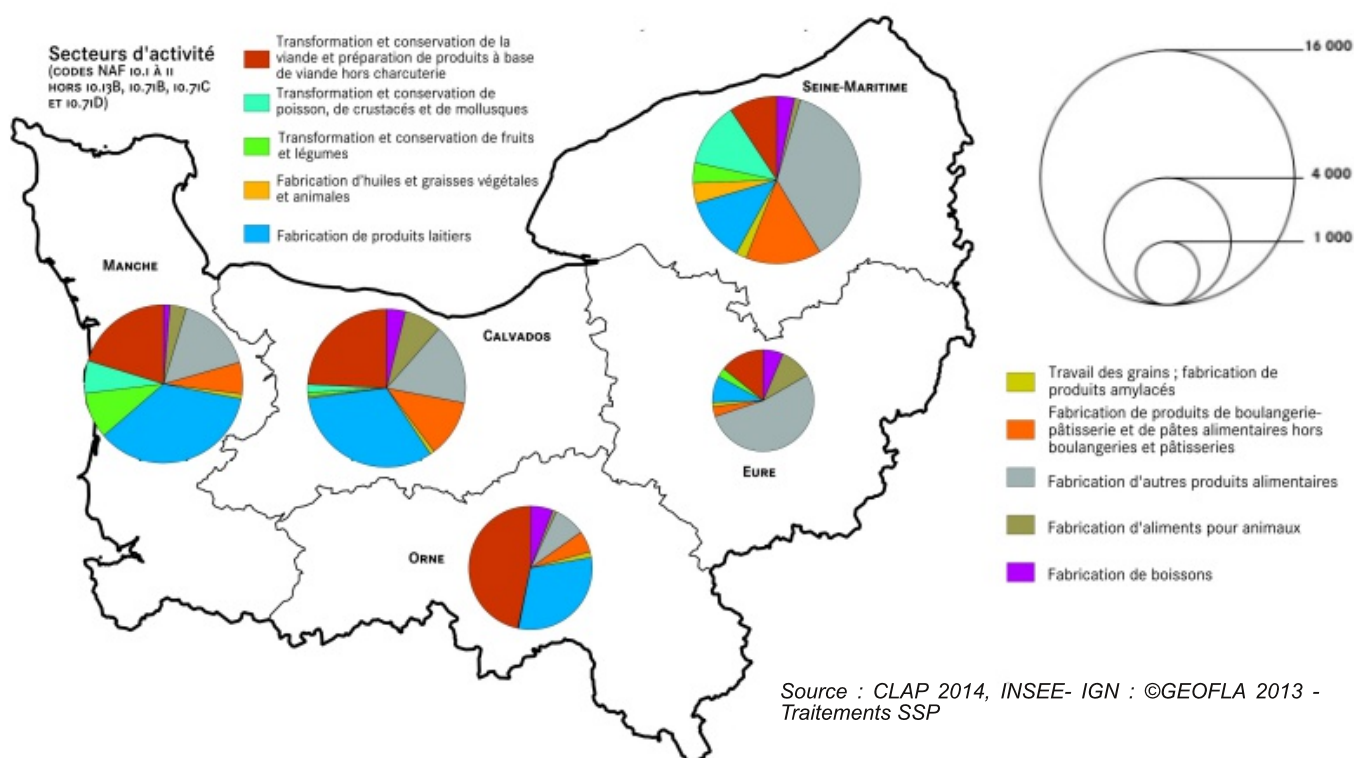 Secteurs d'activité
(CODES NAF 10.1 À 11
HORS 10.13B, 10.71B, 10.71C
ET 10.71D)
Transformation et conservation de la
viande et préparation de produits à base
de viande hors charcuterie
Transformation et conservation de
poisson, de crustacés et de mollusques
Transformation et conservation de fruits
et légumes
Fabrication d'huiles et graisses végétales
et animales
Fabrication de produits laitiers
SEINE-MARITIME
16 000
4 000
1 000
MANCHE
CALVADOS
EURE
ORNE
Travail des grains ; fabrication de
produits amylacés
Fabrication de produits de boulangerie-
pâtisserie et de pâtes alimentaires hors
boulangeries et pâtisseries
Fabrication d'autres produits alimentaires
Fabrication d'aliments pour animaux
Fabrication de boissons
Source : CLAP 2014, INSEE- IGN : ©GEOFLA 2013 -
Traitements SSP